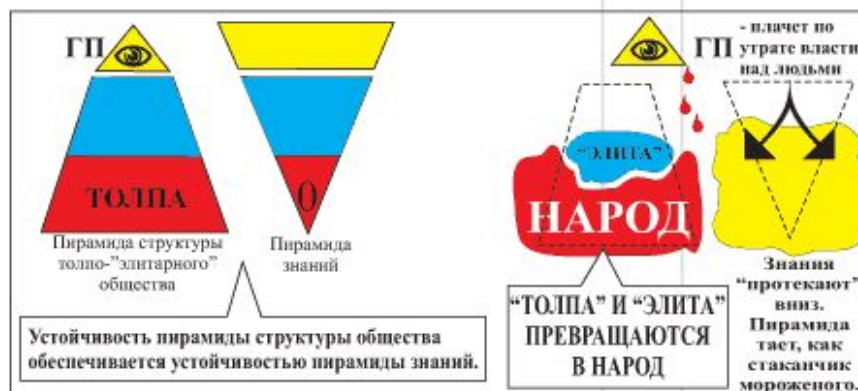 ГП
ТОЛПА
0
Пирамида структуры
толпо-"элитарного"
общества
Пирамида
знаний
Устойчивость пирамиды структуры общества
обеспечивается устойчивостью пирамиды знаний.
ГП
- плачет по
утрате власти
над людьми
"ЭЛИТА"
НАРОД
"ТОЛПА" И "ЭЛИТА"
ПРЕВРАЩАЮТСЯ
В НАРОД
Знания
"протекают"
вниз.
Пирамида
тает, как
стаканчик
мороженого.